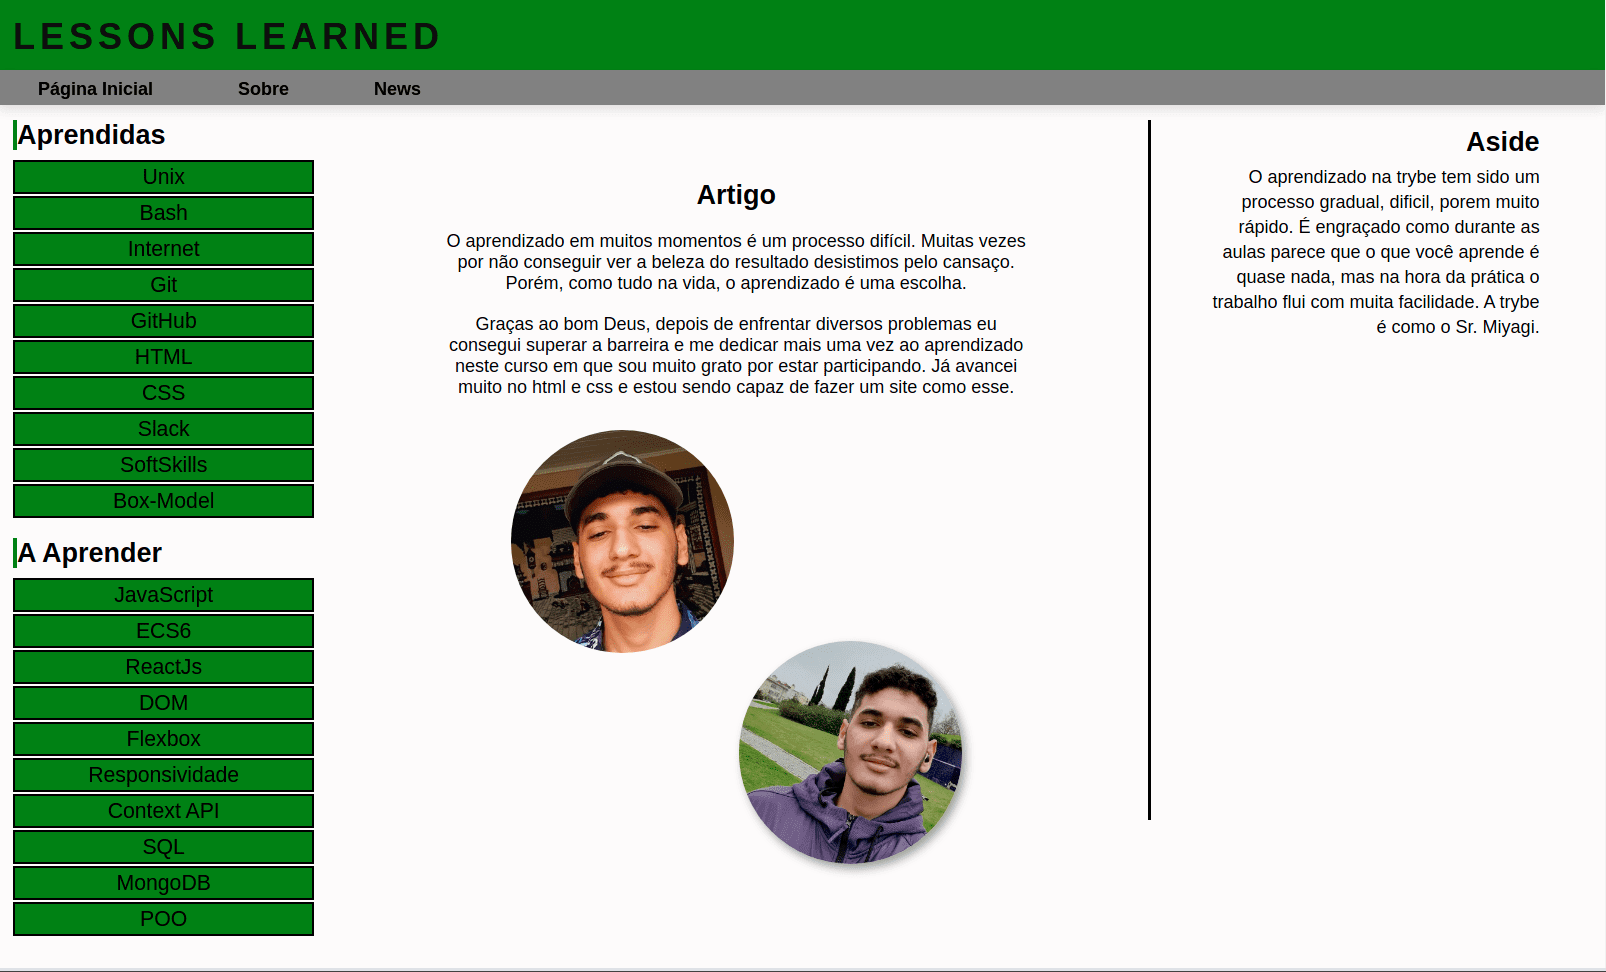 LESSONS LEARNED
Página Inicial
Sobre
News
Aprendidas
Unix
Bash
Internet
Git
GitHub
HTML
CSS
Slack
SoftSkills
Box-Model
A Aprender
JavaScript
ECS6
ReactJs
DOM
Flexbox
Responsividade
Context API
SQL
MongoDB
POO
Artigo
O aprendizado em muitos momentos é um processo difícil. Muitas vezes
por não conseguir ver a beleza do resultado desistimos pelo cansaço.
Porém, como tudo na vida, o aprendizado é uma escolha.
Graças ao bom Deus, depois de enfrentar diversos problemas eu
consegui superar a barreira e me dedicar mais uma vez ao aprendizado
neste curso em que sou muito grato por estar participando. Já avancei
muito no html e css e estou sendo capaz de fazer um site como esse.
Aside
O aprendizado na trybe tem sido um
processo gradual, dificil, porem muito
rápido. É engraçado como durante as
aulas parece que o que você aprende é
quase nada, mas na hora da prática o
trabalho flui com muita facilidade. A trybe
é como o Sr. Miyagi.